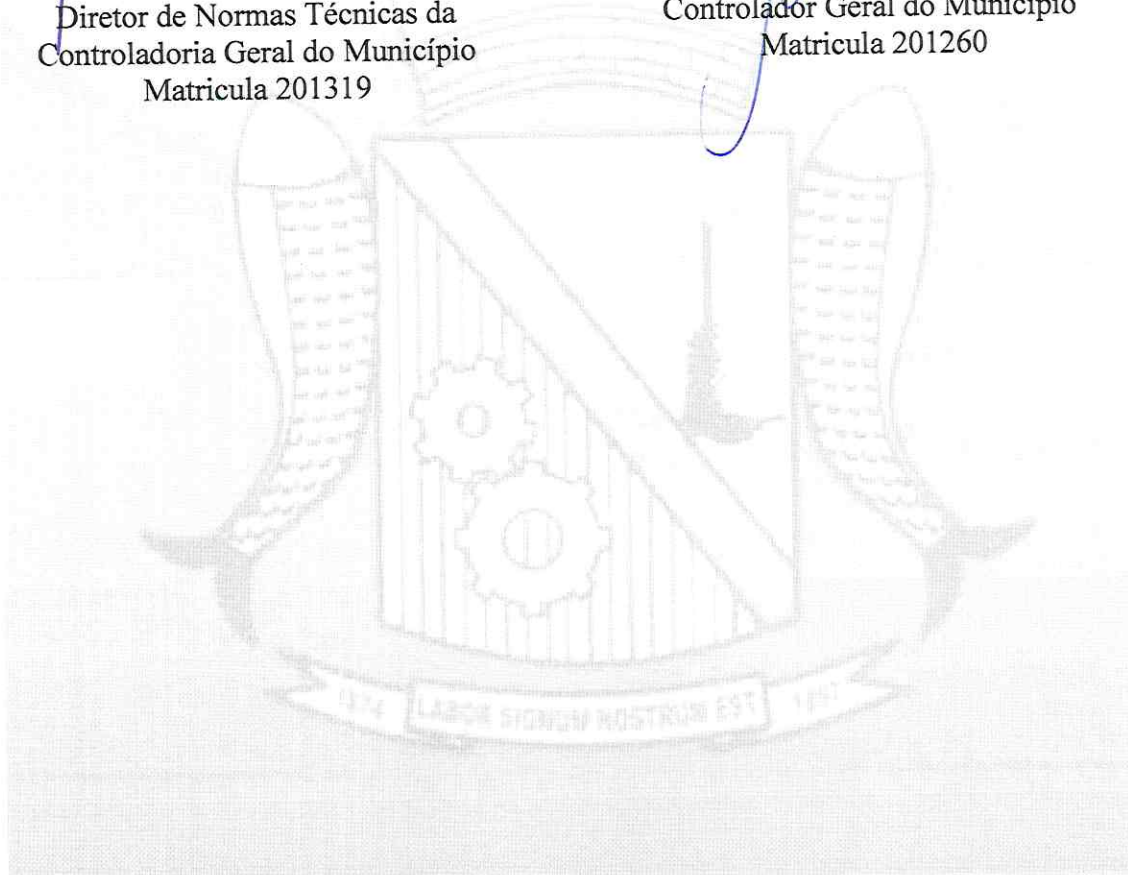 Diretor de Normas Técnicas da
Controladoria Geral do Município
Matricula 201319
Controlador Geral do Município
Matricula 201260
1874 LABOR SIGNUM NOSTRUM EST